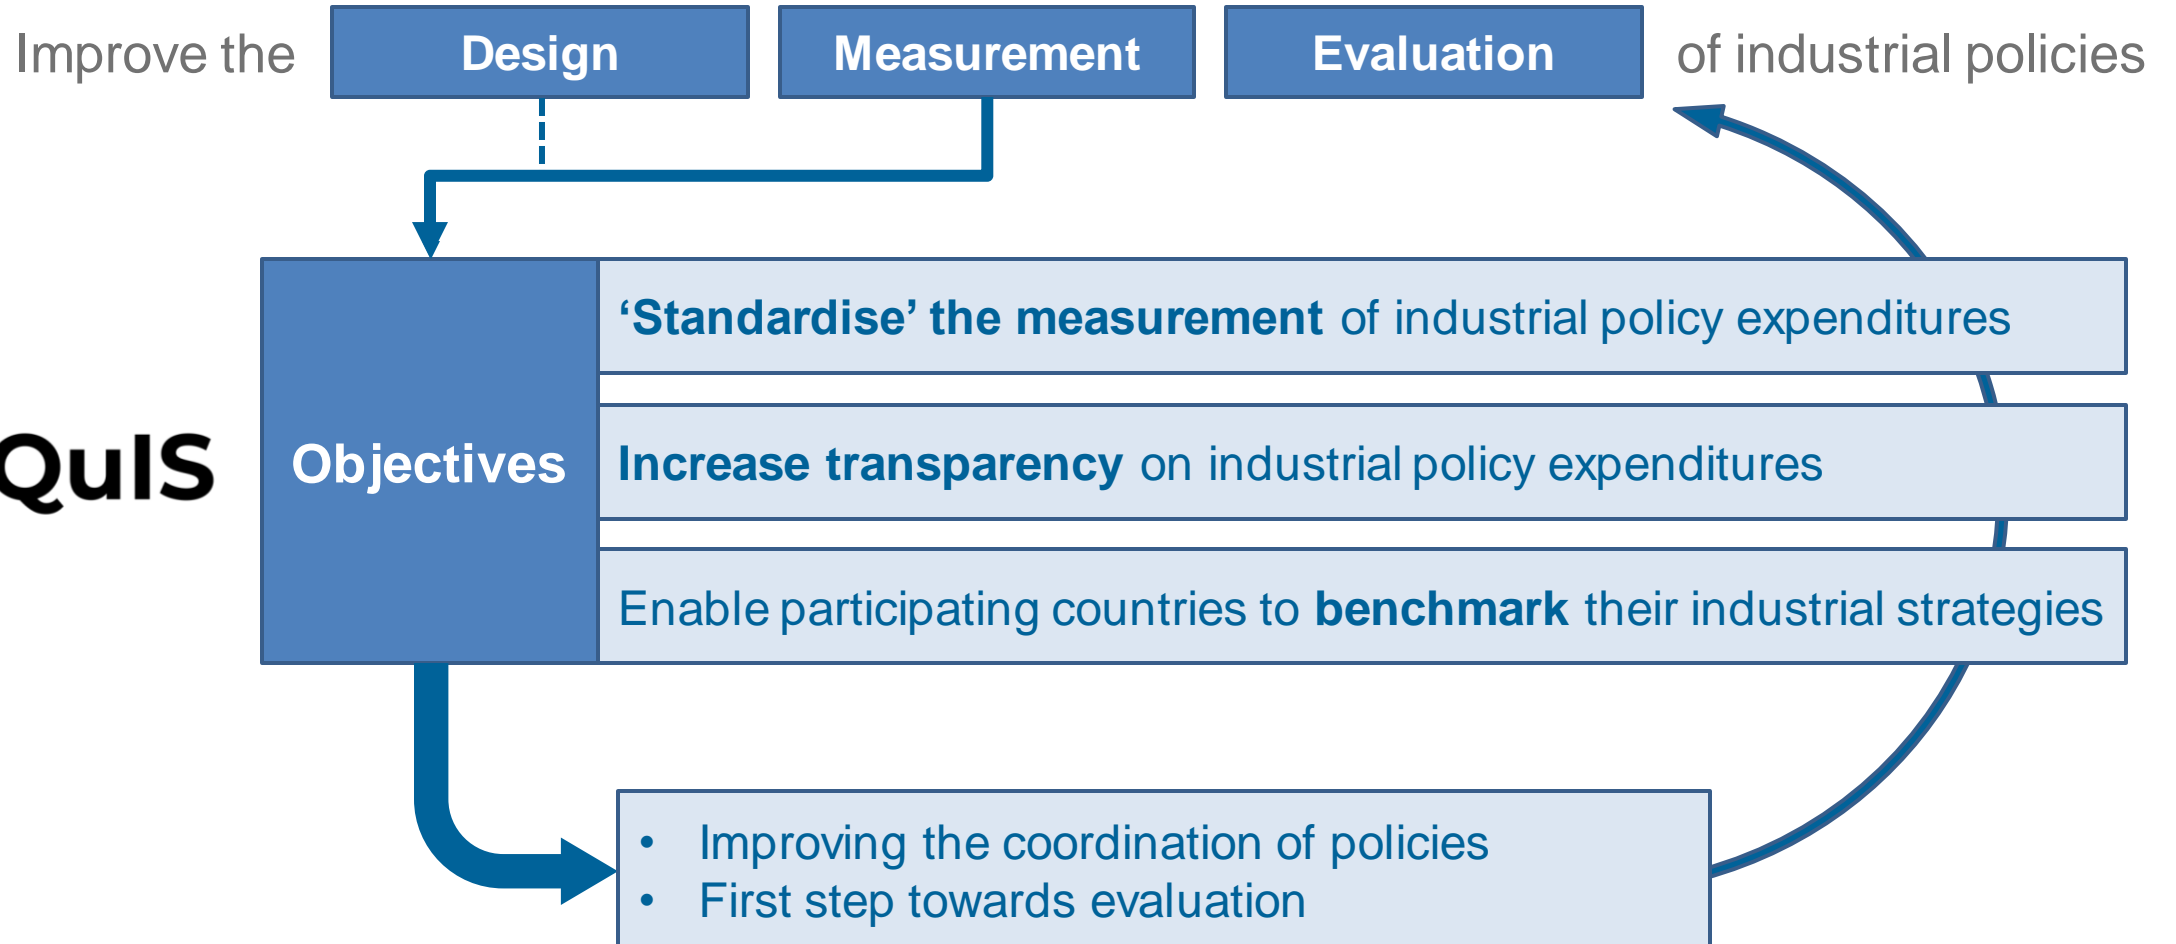 Improve the Design Measurement Evaluation of industrial policies
‘Standardise’ the measurement of industrial policy expenditures
QuIS
Objectives
Increase transparency on industrial policy expenditures
Enable participating countries to benchmark their industrial strategies
• Improving the coordination of policies
• First step towards evaluation